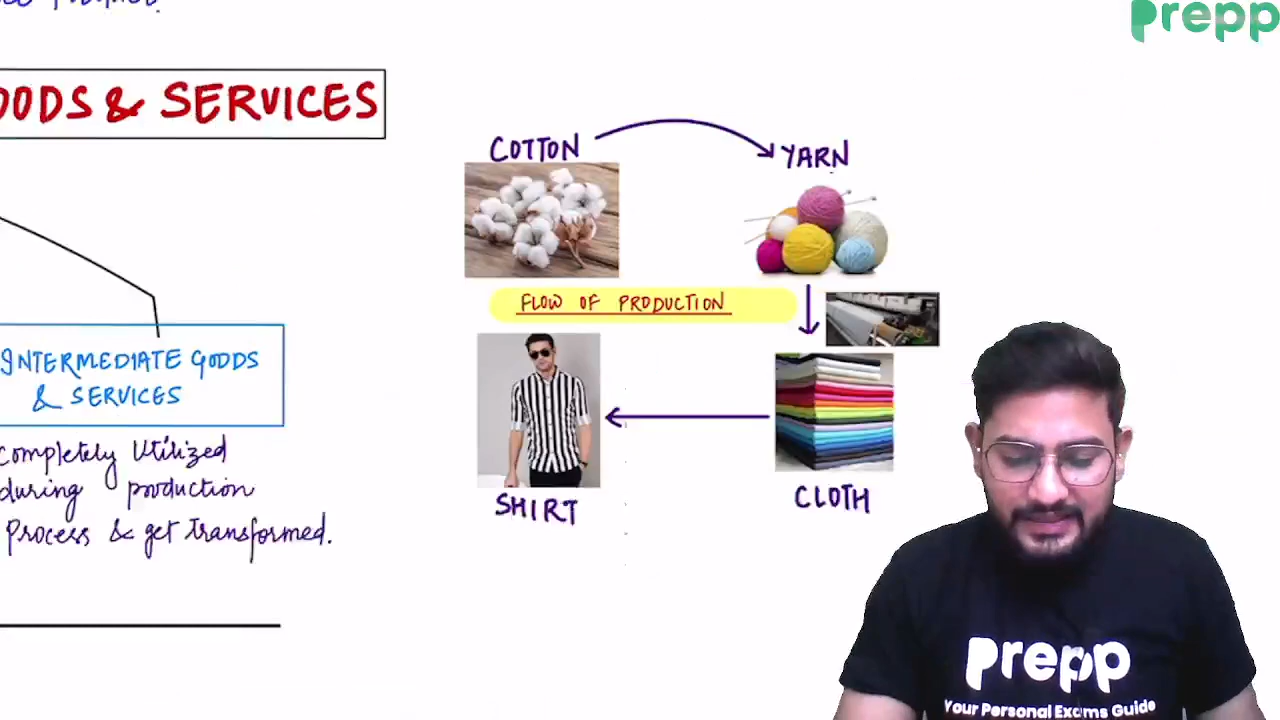 prepp
OODS & SERVICES
COTTON
YARN
FLOW OF PRODUCTION
INTERMEDIATE GOODS
& SERVICES
completely Utilized
during production
Process & get transformed.
SHIRT
CLOTH
prepp
Your Personal Exams Guide